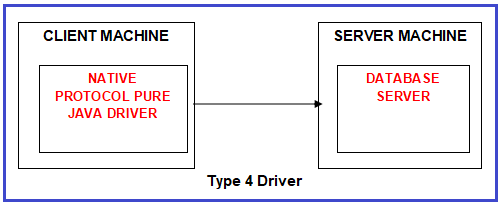 CLIENT MACHINE
NATIVE
PROTOCOL PURE
JAVA DRIVER
SERVER MACHINE
DATABASE
SERVER
Type 4 Driver